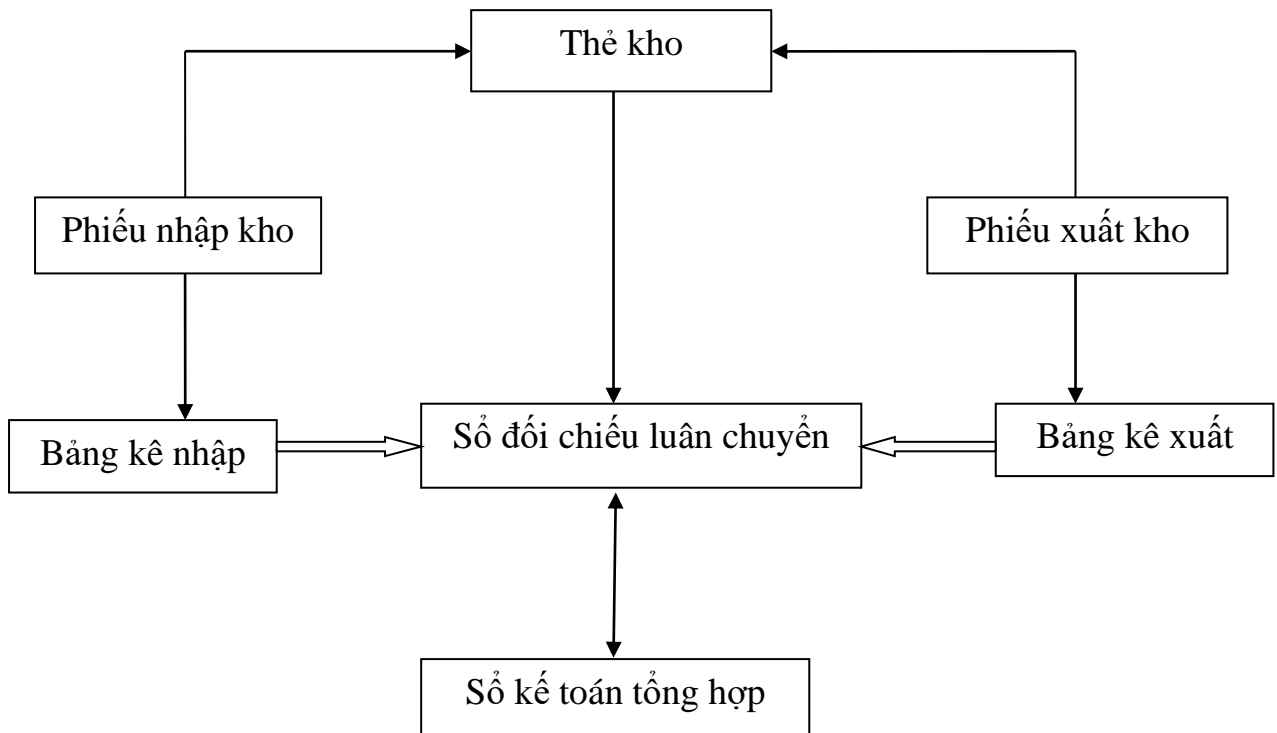 Thẻ kho
Phiếu nhập kho
Phiếu xuất kho
Bảng kê nhập
Sổ đối chiếu luân chuyển
Bảng kê xuất
Sổ kế toán tổng hợp